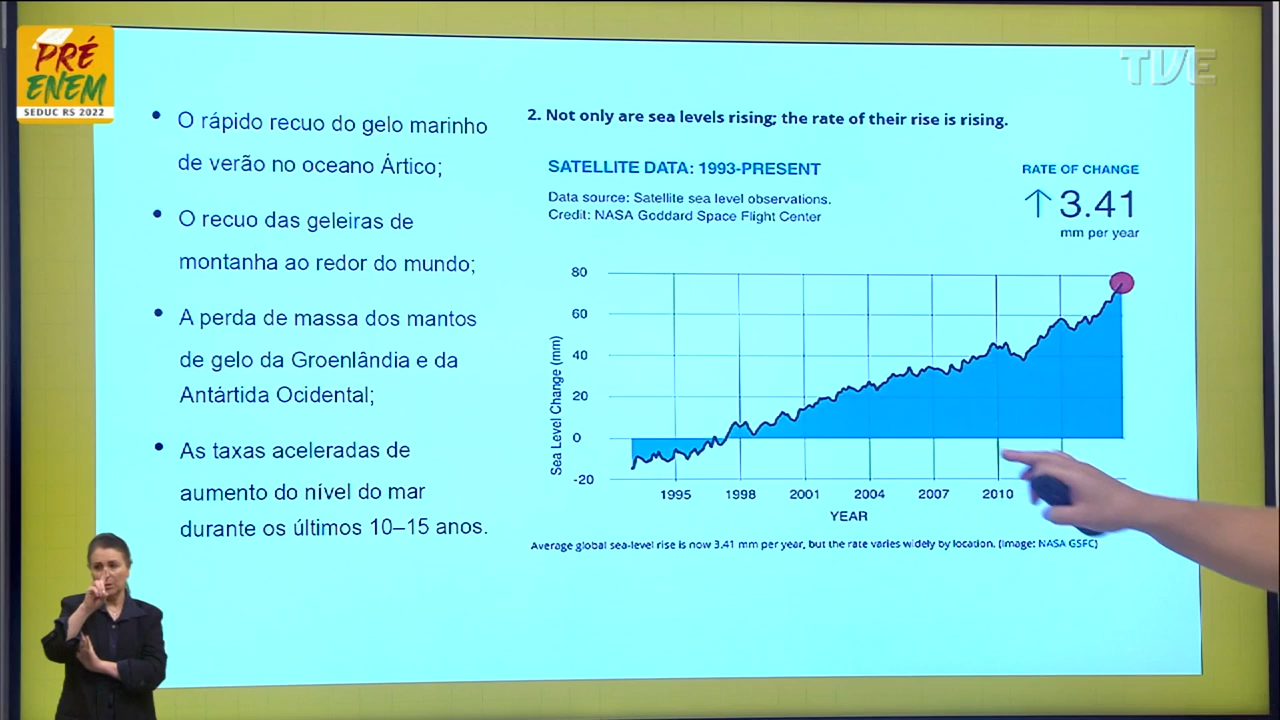 PRÉ
ENEM
SEDUC RS 2022
TVE
• O rápido recuo do gelo marinho
de verão no oceano Ártico;
• O recuo das geleiras de
montanha ao redor do mundo;
• A perda de massa dos mantos
de gelo da Groenlândia e da
Antártida Ocidental;
• As taxas aceleradas de
aumento do nível do mar
durante os últimos 10–15 anos.
2. Not only are sea levels rising; the rate of their rise is rising.
SATELLITE DATA: 1993-PRESENT
Data source: Satellite sea level observations.
Credit: NASA Goddard Space Flight Center
RATE OF CHANGE
↑ 3.41
mm per year
Sea Level Change (mm)
80
60
40
20
0
-20
1995 1998 2001 2004 2007 2010
YEAR
Average global sea-level rise is now 3.41 mm per year, but the rate varies widely by location. (Image: NASA GSFC)